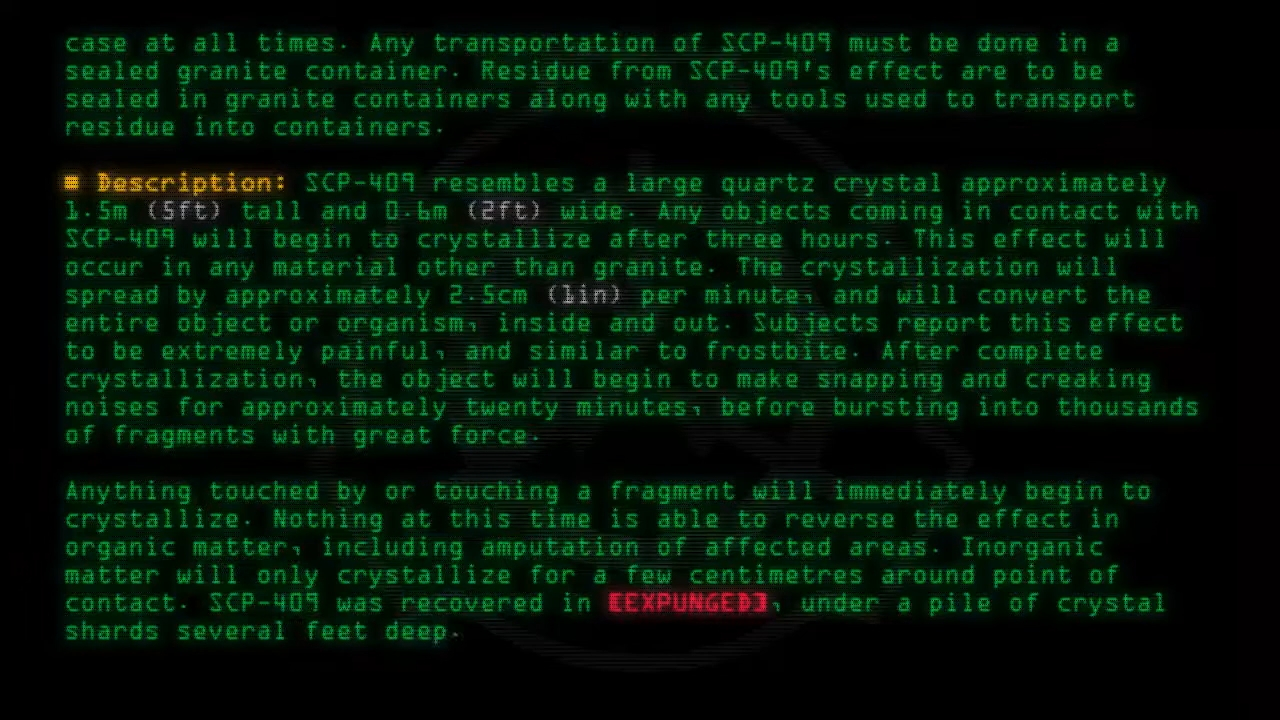 case at all times. Any transportation of SCP-409 must be done in a
sealed granite container. Residue from SCP-409's effect are to be
sealed in granite containers along with any tools used to transport
residue into containers.
■ Description: SCP-409 resembles a large quartz crystal approximately
1.5m (5ft) tall and 0.6m (2ft) wide. Any objects coming in contact with
SCP-409 will begin to crystallize after three hours. This effect will
occur in any material other than granite. The crystallization will
spread by approximately 2.5cm (1in) per minute, and will convert the
entire object or organism, inside and out. Subjects report this effect
to be extremely painful, and similar to frostbite. After complete
crystallization, the object will begin to make snapping and creaking
noises for approximately twenty minutes, before bursting into thousands
of fragments with great force.
Anything touched by or touching a fragment will immediately begin to
crystallize. Nothing at this time is able to reverse the effect in
organic matter, including amputation of affected areas. Inorganic
matter will only crystallize for a few centimetres around point of
contact. SCP-409 was recovered in [EXPUNGED], under a pile of crystal
shards several feet deep.